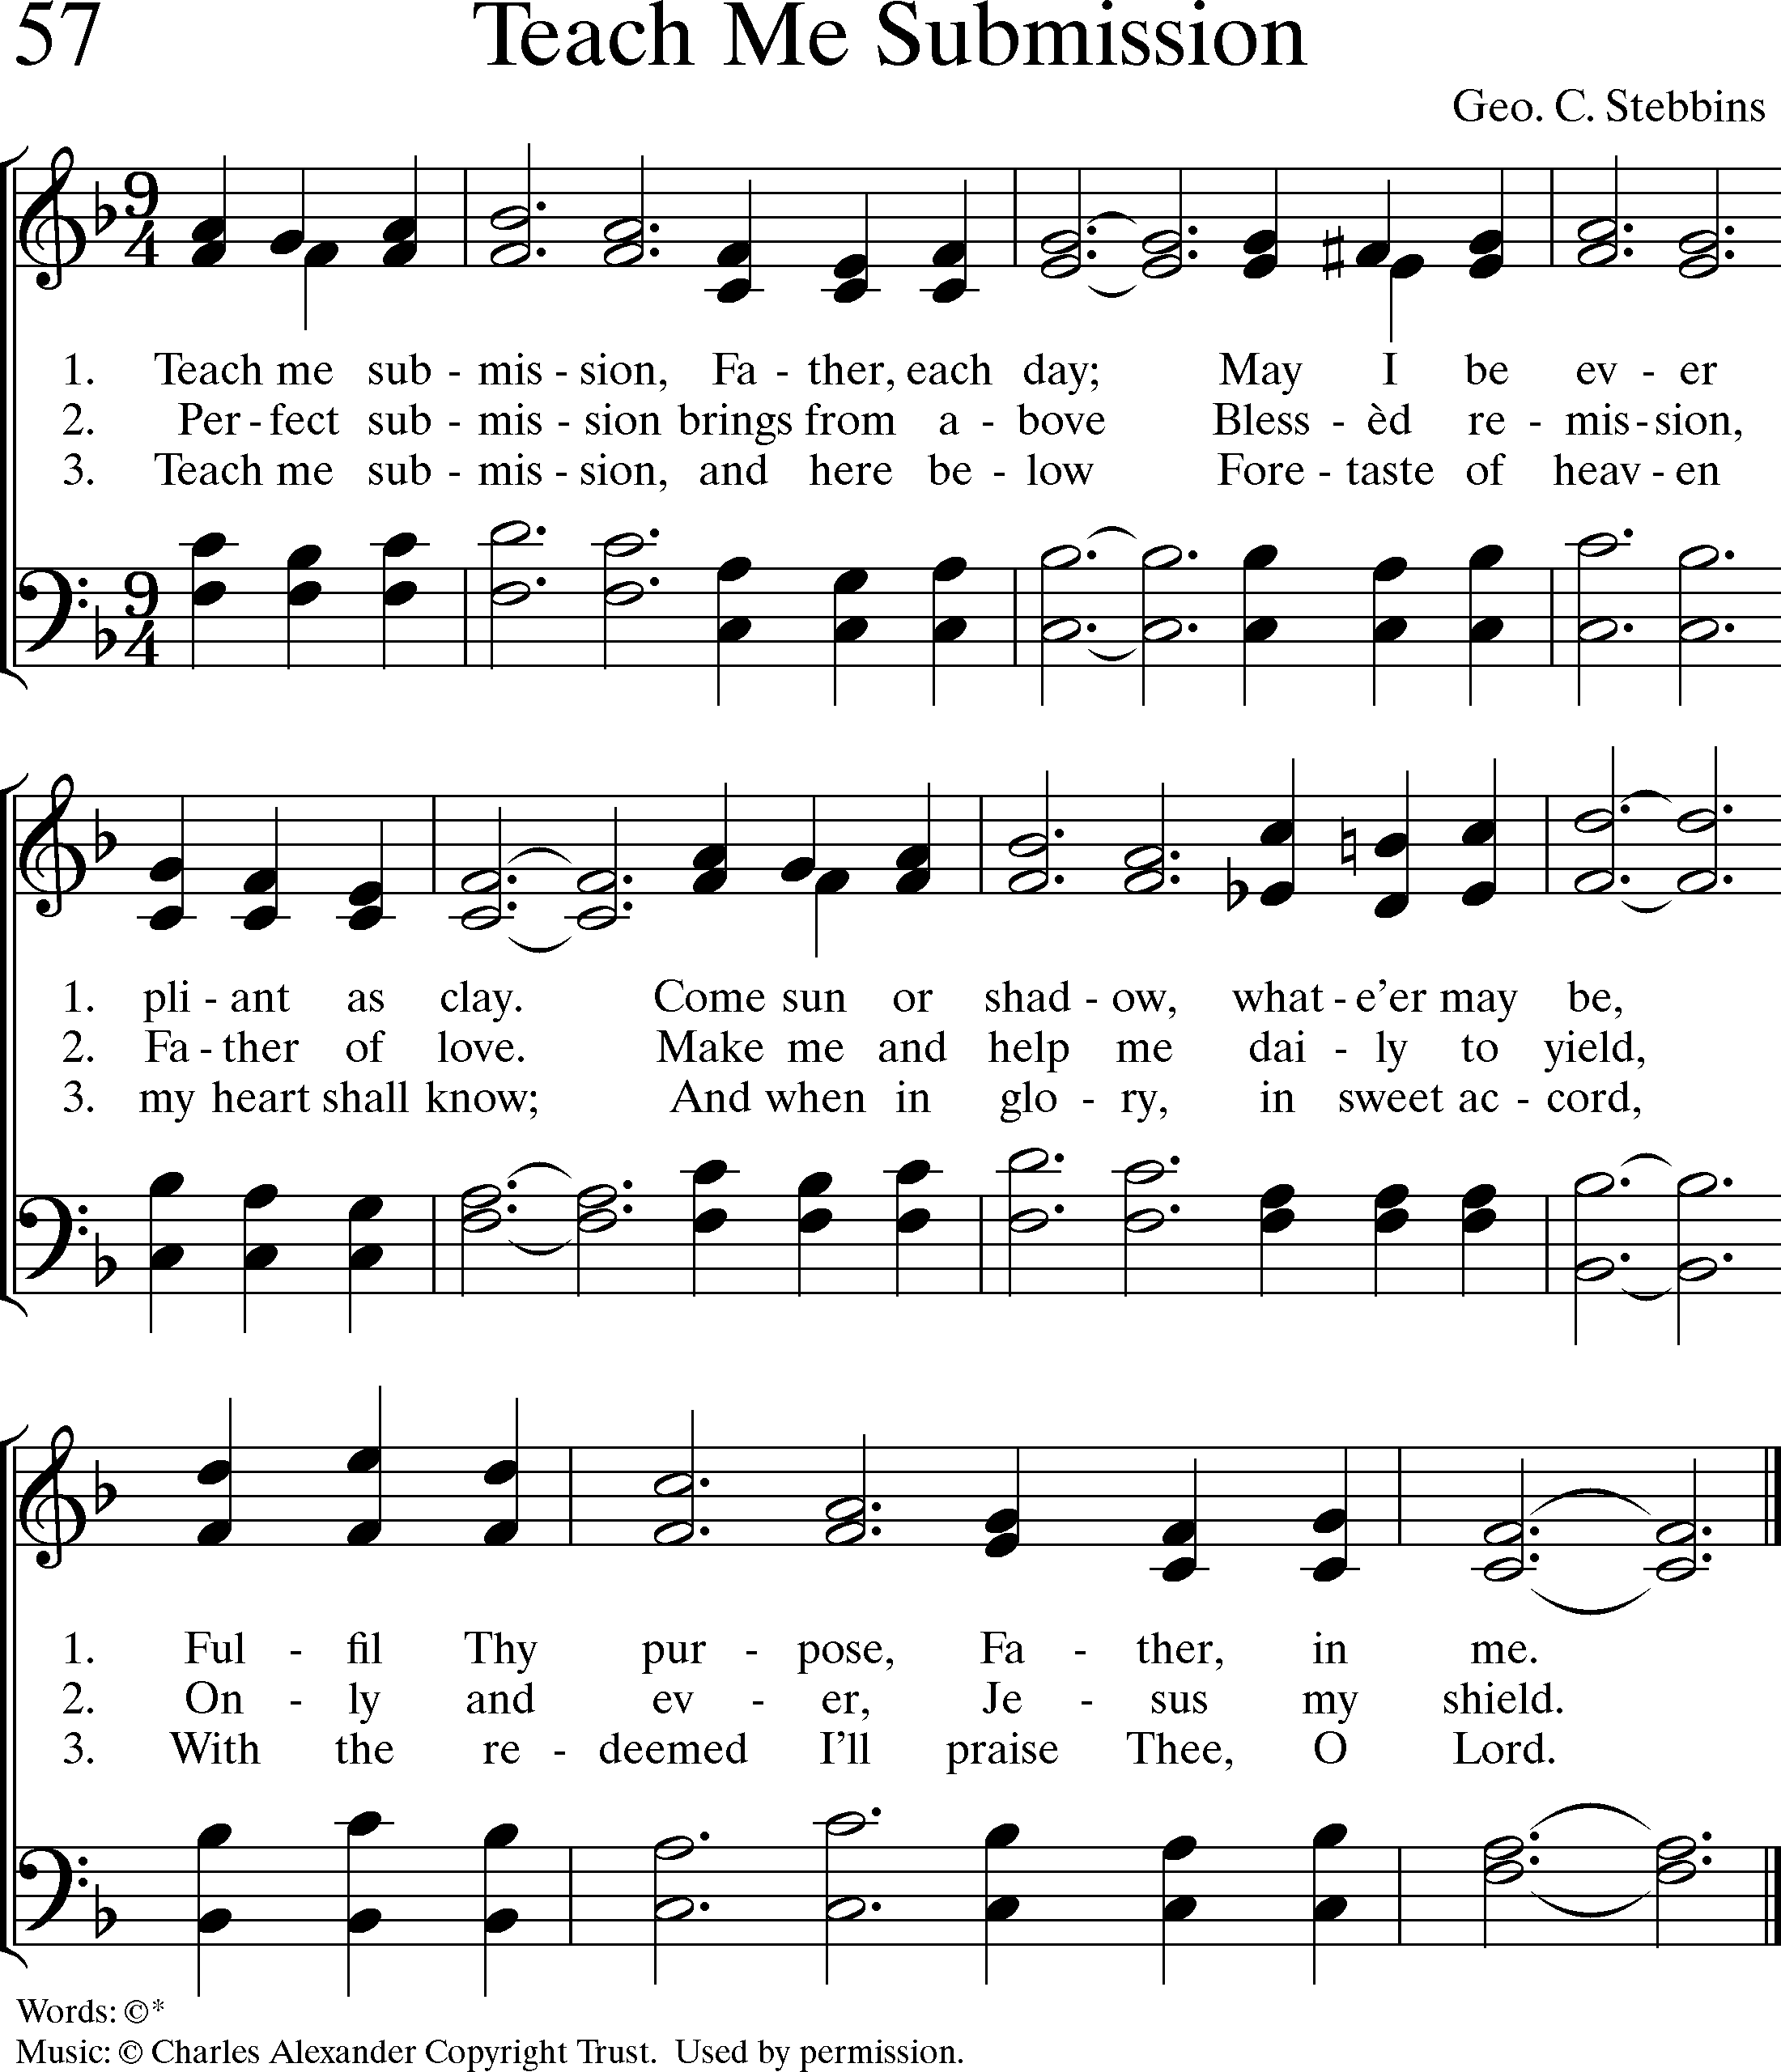 57 Teach Me Submission
Geo. C. Stebbins
9 4
1. Teach me sub - mis - sion, Fa - ther, each day; May I be ev - er
2. Per - fect sub - mis - sion brings from a - bove Bless - èd re - mis - sion,
3. Teach me sub - mis - sion, and here be - low Fore - taste of heav - en
9 4
1. pli - ant as clay. Come sun or shad - ow, what - e’er may be,
2. Fa - ther of love. Make me and help me dai - ly to yield,
3. my heart shall know; And when in glo - ry, in sweet ac - cord,
1. Ful - fil Thy pur - pose, Fa - ther, in me.
2. On - ly and ev - er, Je - sus my shield.
3. With the re - deemed I’ll praise Thee, O Lord.
Words: ©*
Music: © Charles Alexander Copyright Trust. Used by permission.